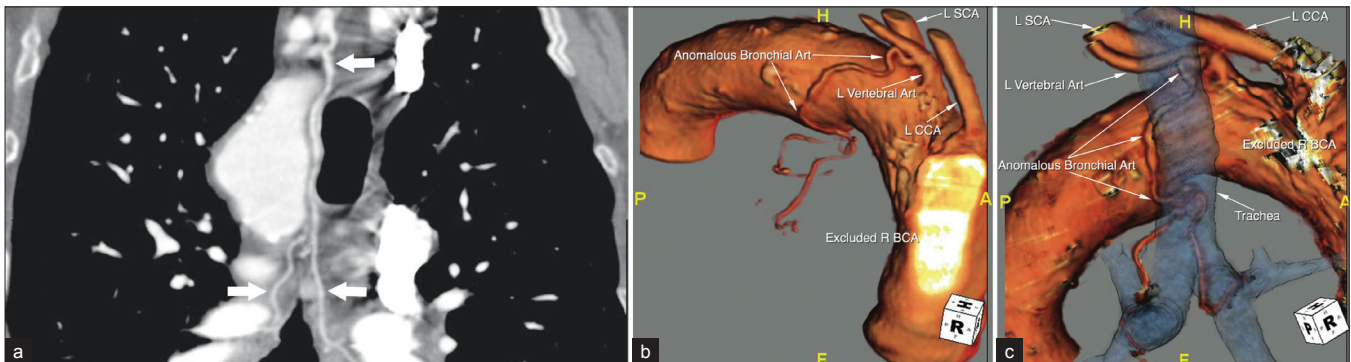 a
H
L SCA
Anomalous Bronchial Art
L Vertebral Art
L CCA
P
A
Excluded R BCA
H
R
F
b
L SCA
H
L CCA
L Vertebral Art
Excluded R BCA
Anomalous Bronchial Art
P
A
Trachea
P
R
F
c